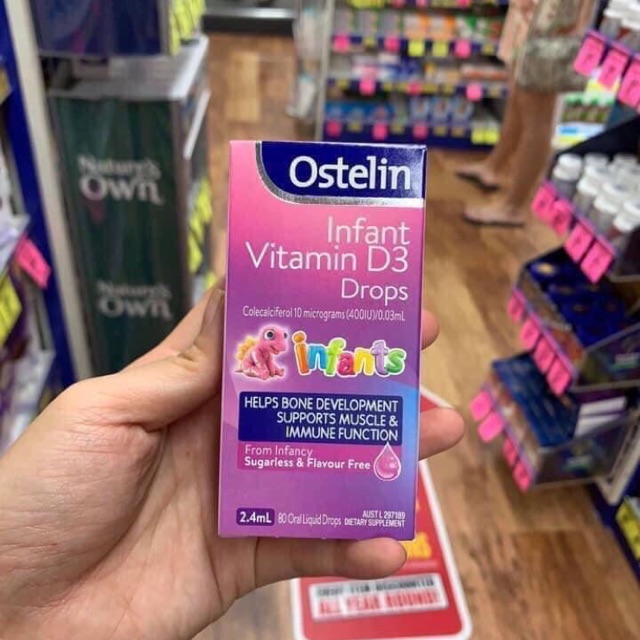 Ostelin
Infant
Vitamin D3
Drops
Colecalciferol 10 micrograms (400IU)/0.03mL
infants
HELPS BONE DEVELOPMENT
SUPPORTS MUSCLE &
IMMUNE FUNCTION
From Infancy
Sugarless & Flavour Free
2.4mL 80 Oral Liquid Drops
AUST L 297189
DIETARY SUPPLEMENT
Nature's
Own
Nature's
Own
ALL YEAR ROUND!